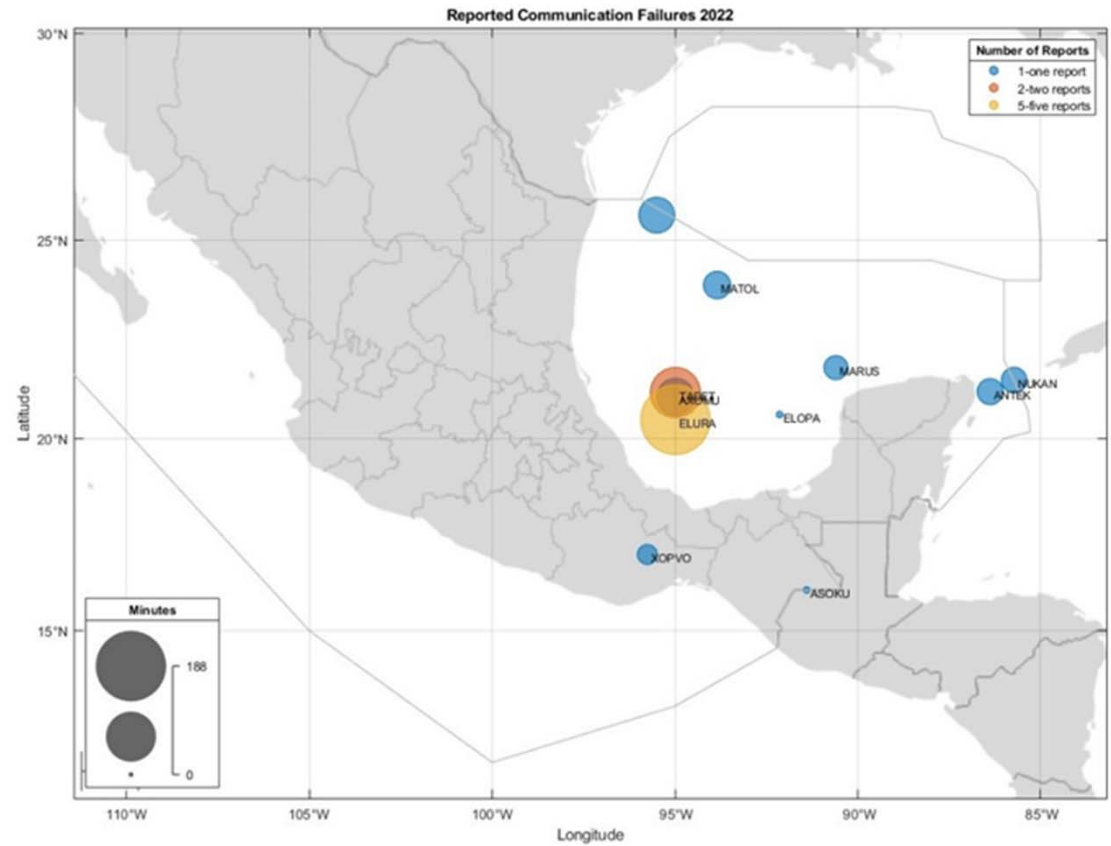 Reported Communication Failures 2022
30°N
25°N
20°N
15°N
Latitude
Number of Reports
1-one report
2-two reports
5-five reports
MATOL
MARUS
NUKAN
ANTEK
ELOPA
ELURA
XOPVO
ASOKU
Minutes
188
0
110°W
105°W
100°W
95°W
90°W
85°W
Longitude